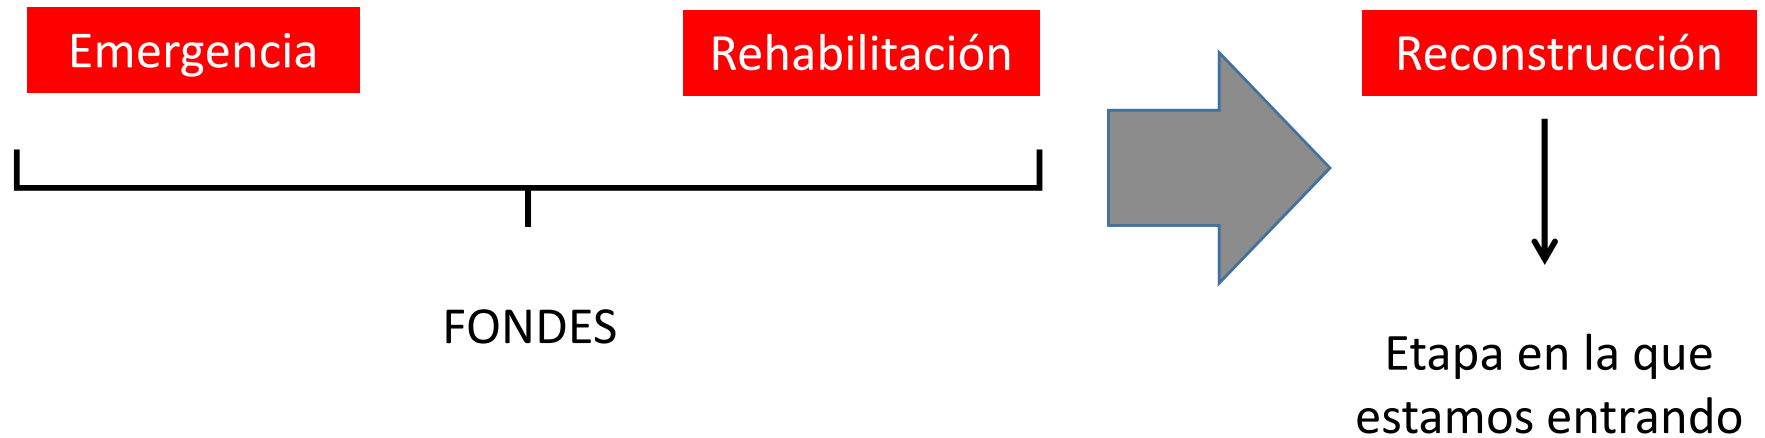 Emergencia
Rehabilitación
Reconstrucción
FONDES
Etapa en la que
estamos entrando